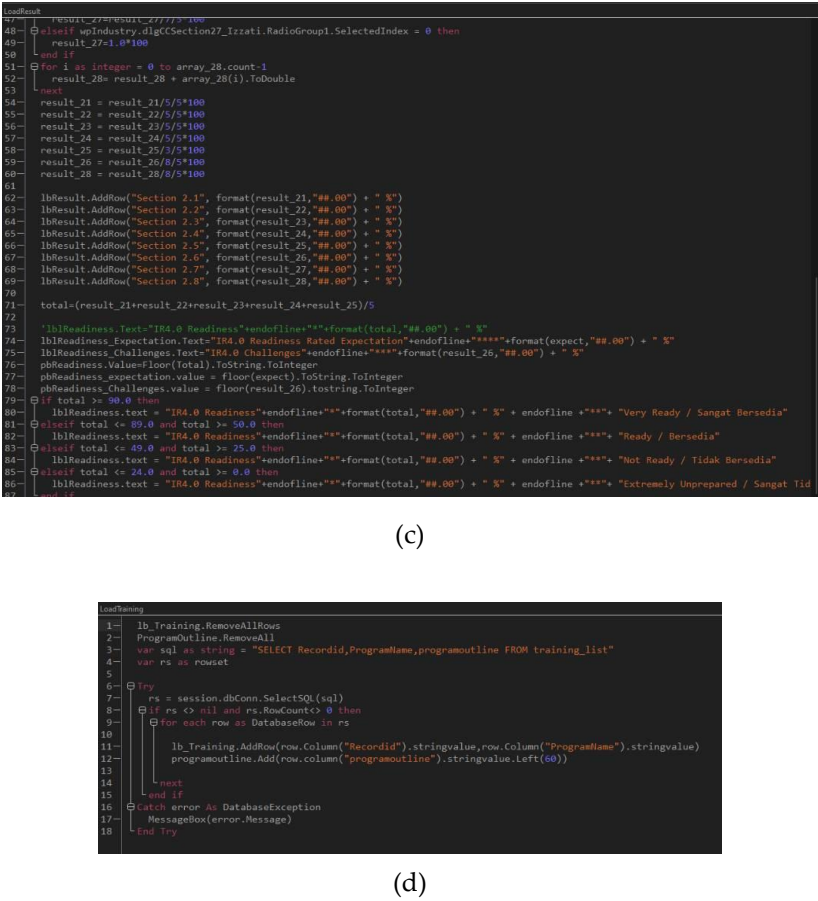 LoadResult
47 result_27=result_27/7/5*100
48 elseif wpIndustry.dlgCCSection27_Izzati.RadioGroup1.SelectedIndex = 0 then
49 result_27=1.0*100
50 end if
51 for i as integer = 0 to array_28.count-1
52 result_28= result_28 + array_28(i).ToDouble
53 next
54 result_21 = result_21/5/5*100
55 result_22 = result_22/5/5*100
56 result_23 = result_23/5/5*100
57 result_24 = result_24/5/5*100
58 result_25 = result_25/3/5*100
59 result_26 = result_26/8/5*100
60 result_28 = result_28/8/5*100
61
62 lbResult.AddRow("Section 2.1", format(result_21,"##.00") + " %")
63 lbResult.AddRow("Section 2.2", format(result_22,"##.00") + " %")
64 lbResult.AddRow("Section 2.3", format(result_23,"##.00") + " %")
65 lbResult.AddRow("Section 2.4", format(result_24,"##.00") + " %")
66 lbResult.AddRow("Section 2.5", format(result_25,"##.00") + " %")
67 lbResult.AddRow("Section 2.6", format(result_26,"##.00") + " %")
68 lbResult.AddRow("Section 2.7", format(result_27,"##.00") + " %")
69 lbResult.AddRow("Section 2.8", format(result_28,"##.00") + " %")
70
71 total=(result_21+result_22+result_23+result_24+result_25)/5
72
73 'lblReadiness.Text="IR4.0 Readiness"+endofline+"*"+format(total,"##.00") + " %"
74 lblReadiness_Expectation.Text="IR4.0 Readiness Rated Expectation"+endofline+"****"+format(expect,"##.00") + " %"
75 lblReadiness_Challenges.Text="IR4.0 Challenges"+endofline+"***"+format(result_26,"##.00") + " %"
76 pbReadiness.Value=Floor(Total).ToString.ToInteger
77 pbReadiness_expectation.value = floor(expect).ToString.ToInteger
78 pbReadiness_Challenges.value = floor(result_26).tostring.ToInteger
79 if total >= 90.0 then
80 lblReadiness.text = "IR4.0 Readiness"+endofline+"*"+format(total,"##.00") + " %" + endofline +"**"+ "Very Ready / Sangat Bersedia"
81 elseif total <= 89.0 and total >= 50.0 then
82 lblReadiness.text = "IR4.0 Readiness"+endofline+"*"+format(total,"##.00") + " %" + endofline +"**"+ "Ready / Bersedia"
83 elseif total <= 49.0 and total >= 25.0 then
84 lblReadiness.text = "IR4.0 Readiness"+endofline+"*"+format(total,"##.00") + " %" + endofline +"**"+ "Not Ready / Tidak Bersedia"
85 elseif total <= 24.0 and total >= 0.0 then
86 lblReadiness.text = "IR4.0 Readiness"+endofline+"*"+format(total,"##.00") + " %" + endofline +"**"+ "Extremely Unprepared / Sangat Tid
87 end if
(c)
LoadTraining
1 lb_Training.RemoveAllRows
2 ProgramOutline.RemoveAll
3 var sql as string = "SELECT Recordid,ProgramName,programoutline FROM training_list"
4 var rs as rowset
5
6 Try
7 rs = session.dbConn.SelectSQL(sql)
8 if rs <> nil and rs.RowCount<> 0 then
9 for each row as DatabaseRow in rs
10
11 lb_Training.AddRow(row.Column("Recordid").stringvalue,row.Column("ProgramName").stringvalue)
12 programoutline.Add(row.column("programoutline").stringvalue.Left(60))
13
14 next
15 end if
16 Catch error As DatabaseException
17 MessageBox(error.Message)
18 End Try
(d)